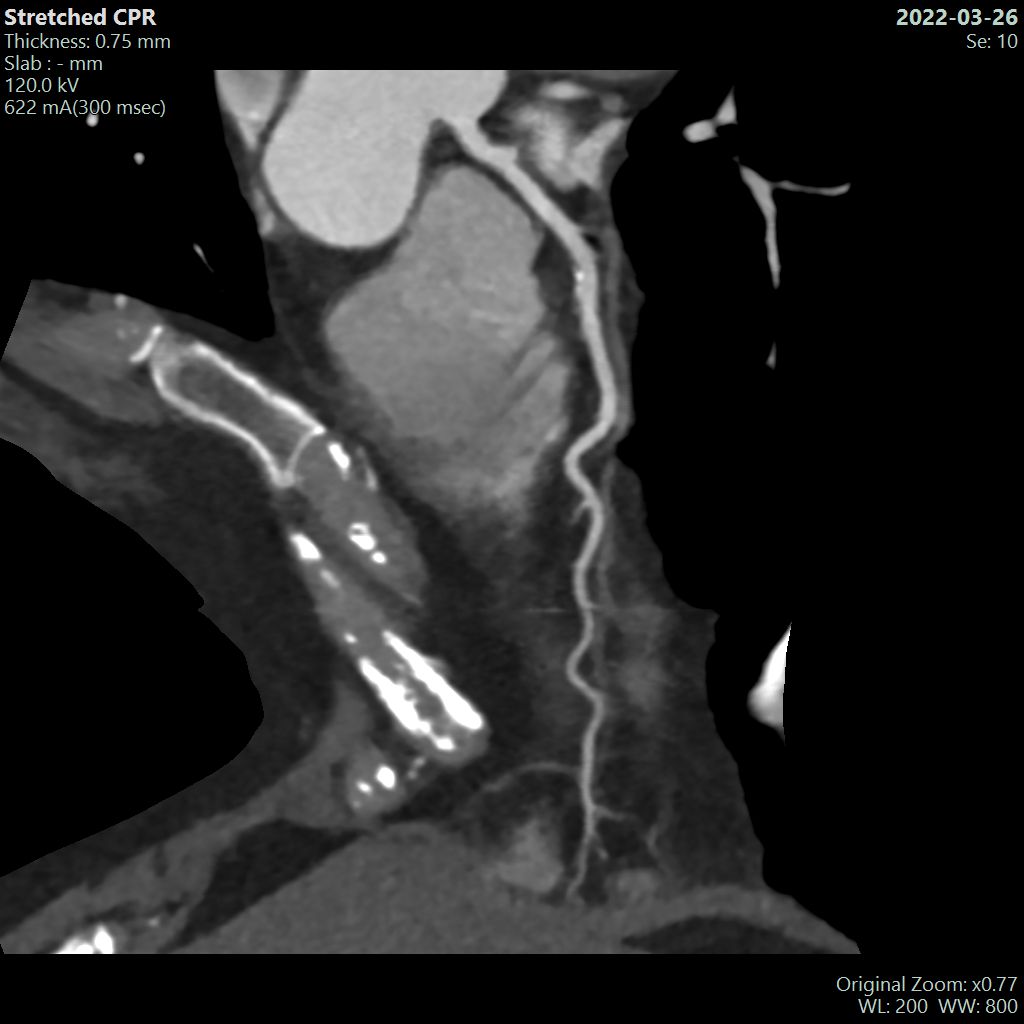 Stretched CPR
Thickness: 0.75 mm
Slab : - mm
120.0 kV
622 mA(300 msec)
2022-03-26
Se: 10
Original Zoom: x0.77
WL: 200 WW: 800